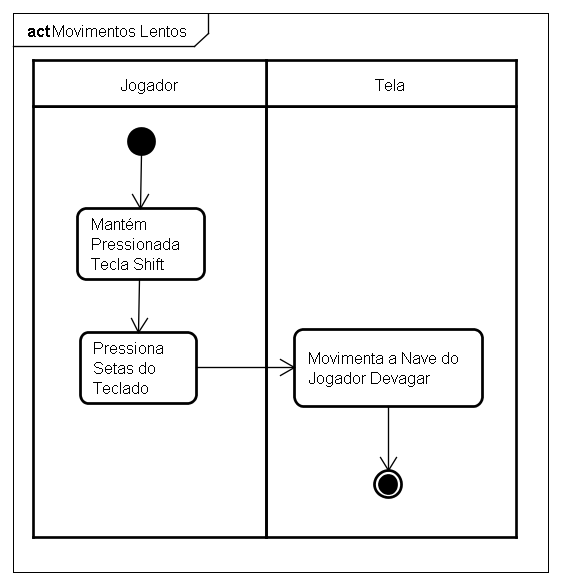 act Movimentos Lentos
Jogador
Tela
Mantém
Pressionada
Tecla Shift
Pressiona
Setas do
Teclado
Movimenta a Nave do
Jogador Devagar